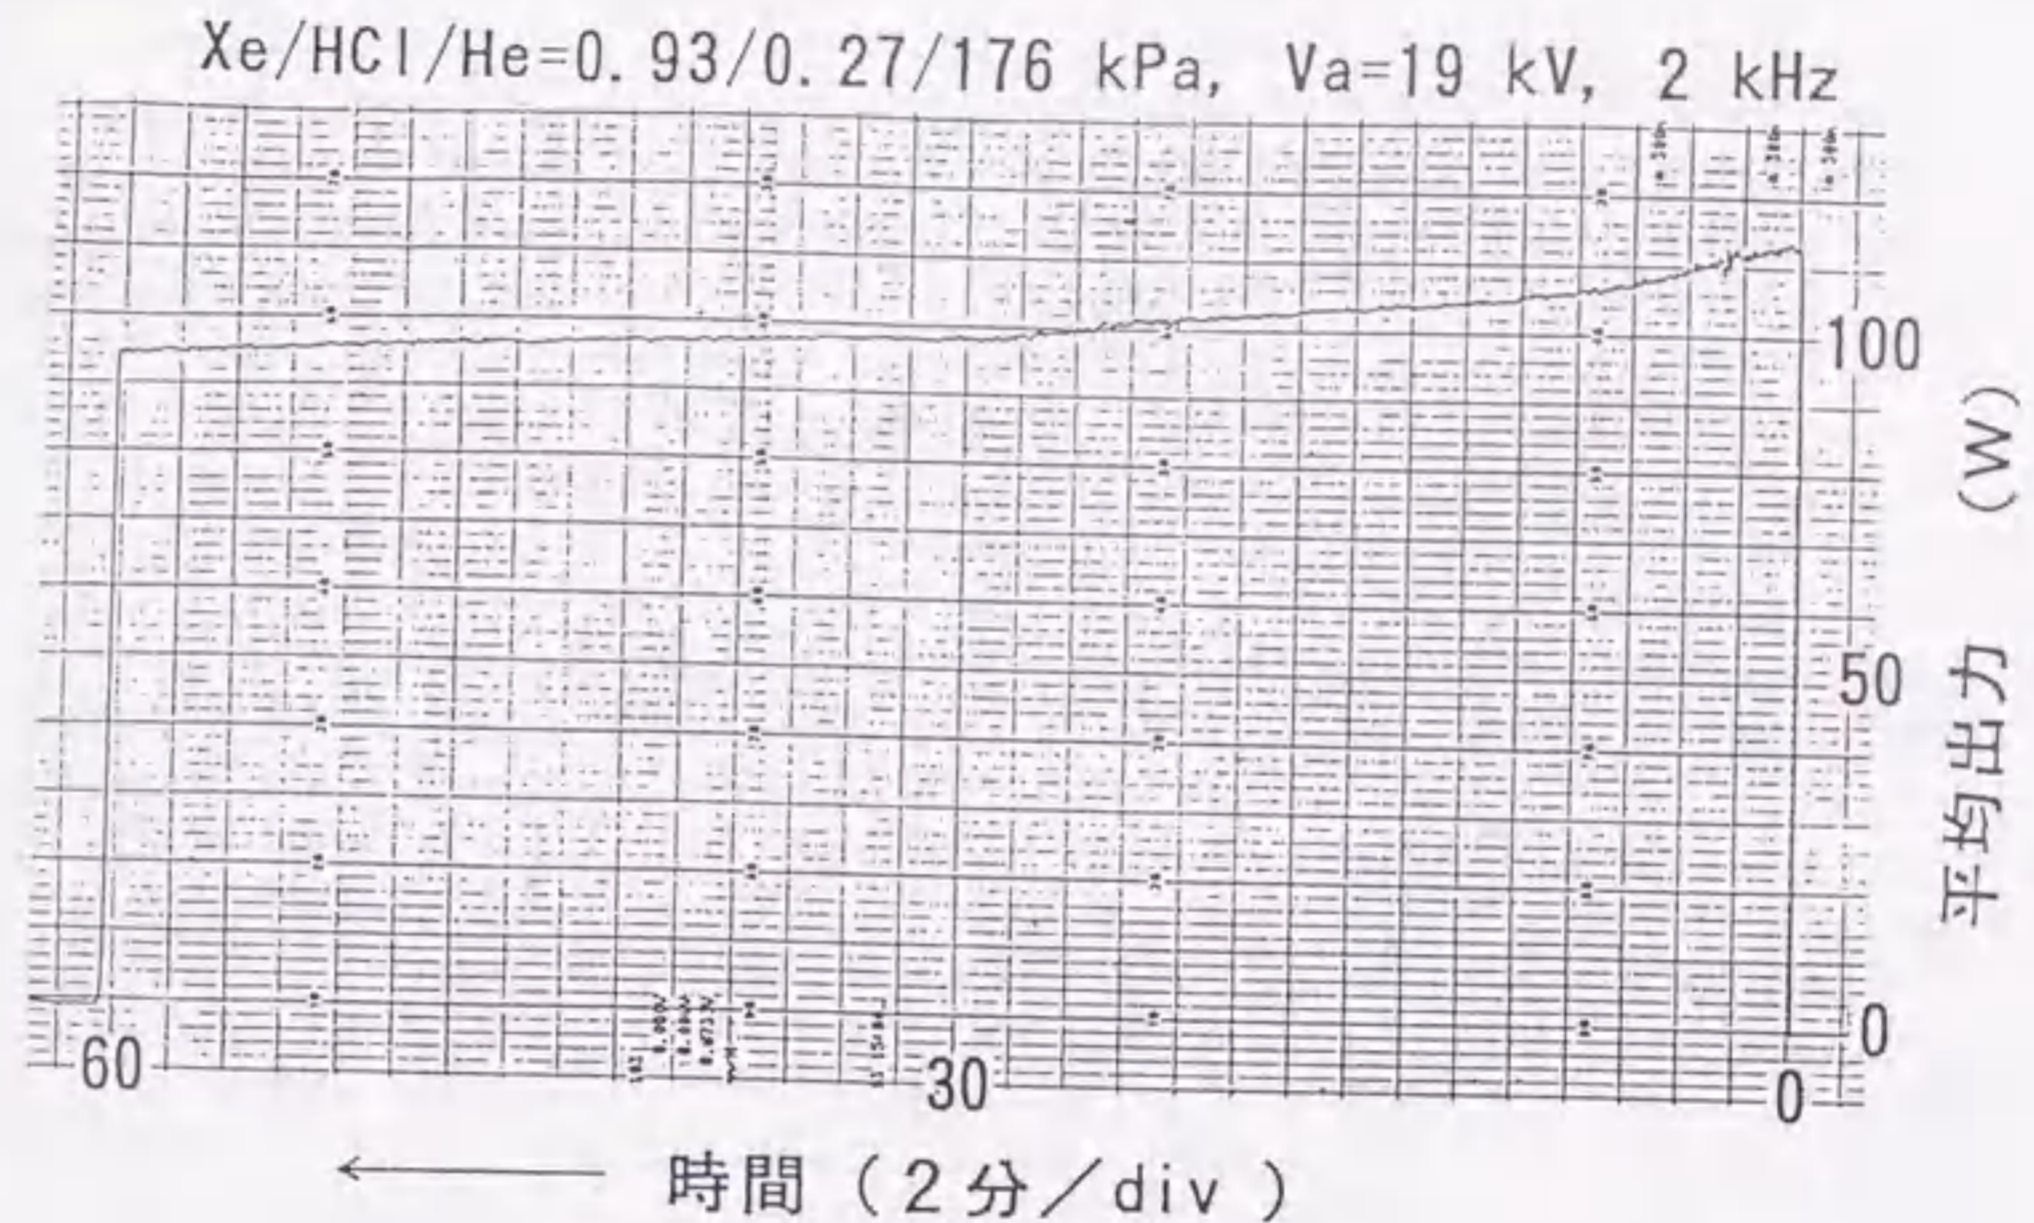 Xe/HCl/He=0.93/0.27/176 kPa, Va=19 kV, 2 kHz
100
50
0
平均出力 (W)
60
30
0
← 時間 (2分/div )